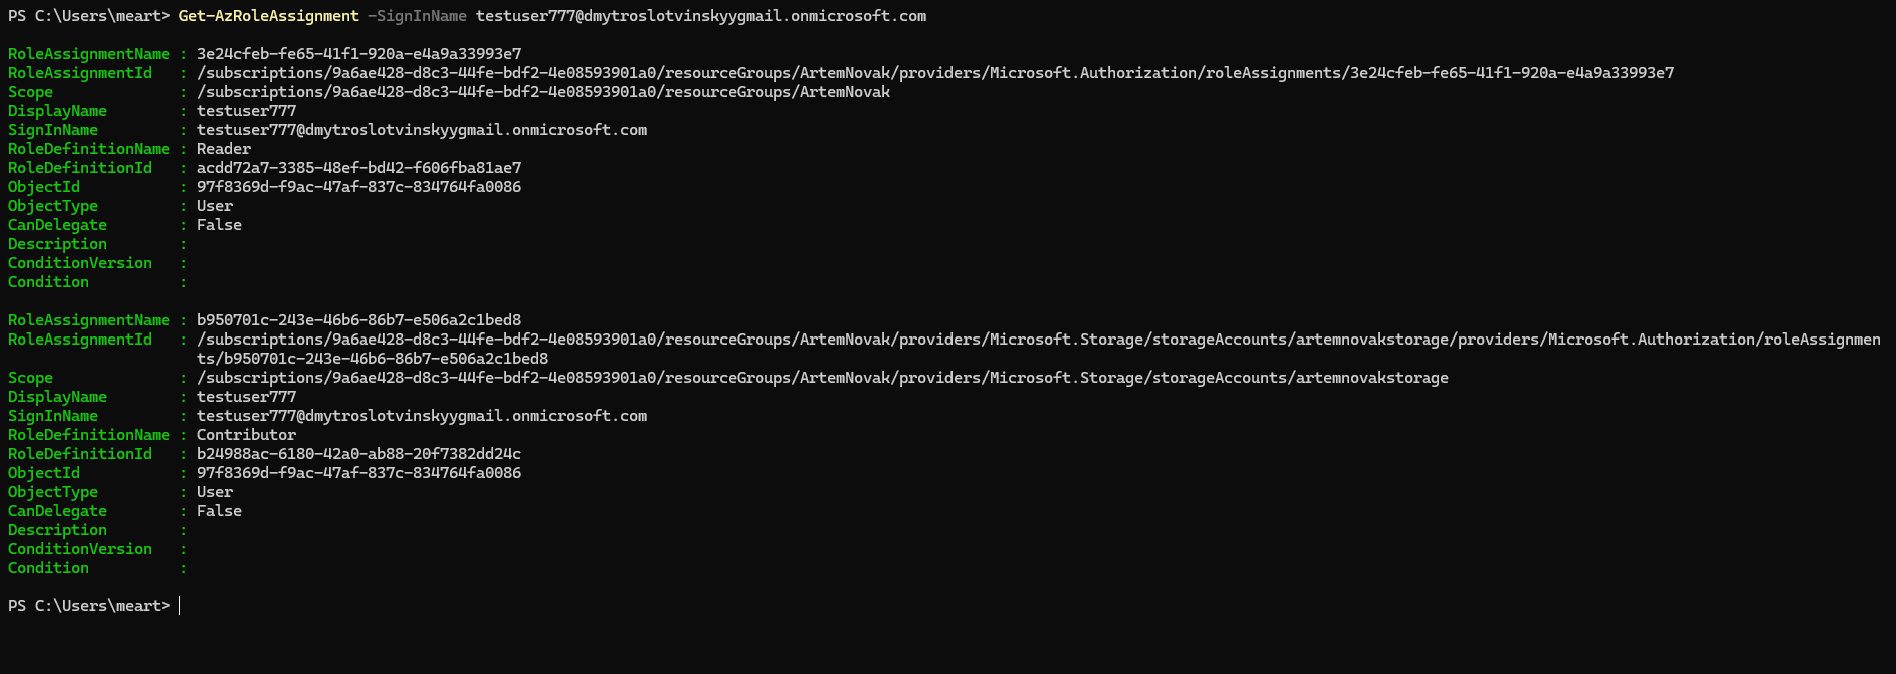 PS C:\Users\meart> Get-AzRoleAssignment -SignInName testuser777@dmytroslotvinskyygmail.onmicrosoft.com
RoleAssignmentName : 3e24cfeb-fe65-41f1-920a-e4a9a33993e7
RoleAssignmentId   : /subscriptions/9a6ae428-d8c3-44fe-bdf2-4e08593901a0/resourceGroups/ArtemNovak/providers/Microsoft.Authorization/roleAssignments/3e24cfeb-fe65-41f1-920a-e4a9a33993e7
Scope              : /subscriptions/9a6ae428-d8c3-44fe-bdf2-4e08593901a0/resourceGroups/ArtemNovak
DisplayName        : testuser777
SignInName         : testuser777@dmytroslotvinskyygmail.onmicrosoft.com
RoleDefinitionName : Reader
RoleDefinitionId   : acdd72a7-3385-48ef-bd42-f606fba81ae7
ObjectId           : 97f8369d-f9ac-47af-837c-834764fa0086
ObjectType         : User
CanDelegate        : False
Description        :
ConditionVersion   :
Condition          :
RoleAssignmentName : b950701c-243e-46b6-86b7-e506a2c1bed8
RoleAssignmentId   : /subscriptions/9a6ae428-d8c3-44fe-bdf2-4e08593901a0/resourceGroups/ArtemNovak/providers/Microsoft.Storage/storageAccounts/artemnovakstorage/providers/Microsoft.Authorization/roleAssignmen
ts/b950701c-243e-46b6-86b7-e506a2c1bed8
Scope              : /subscriptions/9a6ae428-d8c3-44fe-bdf2-4e08593901a0/resourceGroups/ArtemNovak/providers/Microsoft.Storage/storageAccounts/artemnovakstorage
DisplayName        : testuser777
SignInName         : testuser777@dmytroslotvinskyygmail.onmicrosoft.com
RoleDefinitionName : Contributor
RoleDefinitionId   : b24988ac-6180-42a0-ab88-20f7382dd24c
ObjectId           : 97f8369d-f9ac-47af-837c-834764fa0086
ObjectType         : User
CanDelegate        : False
Description        :
ConditionVersion   :
Condition          :
PS C:\Users\meart>